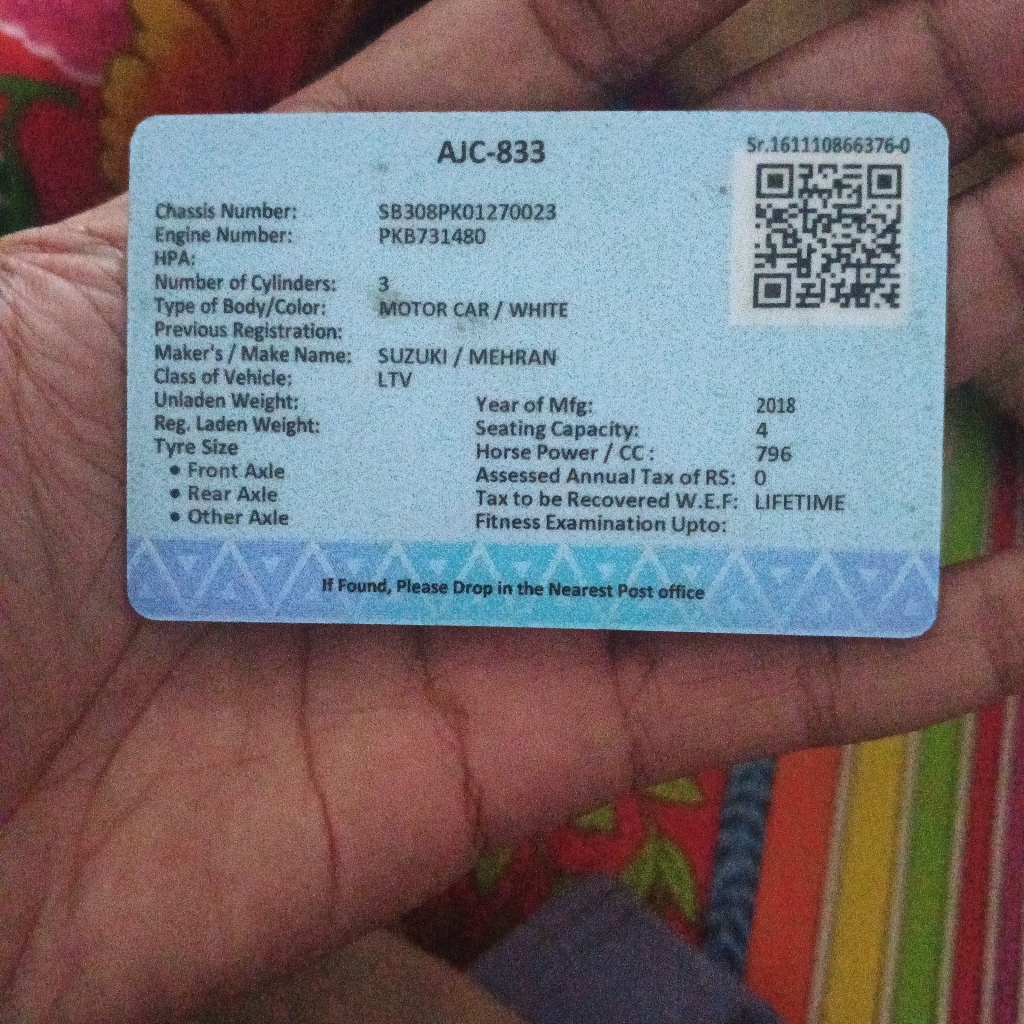 AJC-833
Sr.161110866376-0
Chassis Number: SB308PK01270023
Engine Number: PKB731480
HPA:
Number of Cylinders: 3
Type of Body/Color: MOTOR CAR / WHITE
Previous Registration:
Maker's / Make Name: SUZUKI / MEHRAN
Class of Vehicle: LTV
Unladen Weight: Year of Mfg: 2018
Reg. Laden Weight: Seating Capacity: 4
Tyre Size Horse Power / CC : 796
• Front Axle Assessed Annual Tax of RS: 0
• Rear Axle Tax to be Recovered W.E.F: LIFETIME
• Other Axle Fitness Examination Upto:
If Found, Please Drop in the Nearest Post office